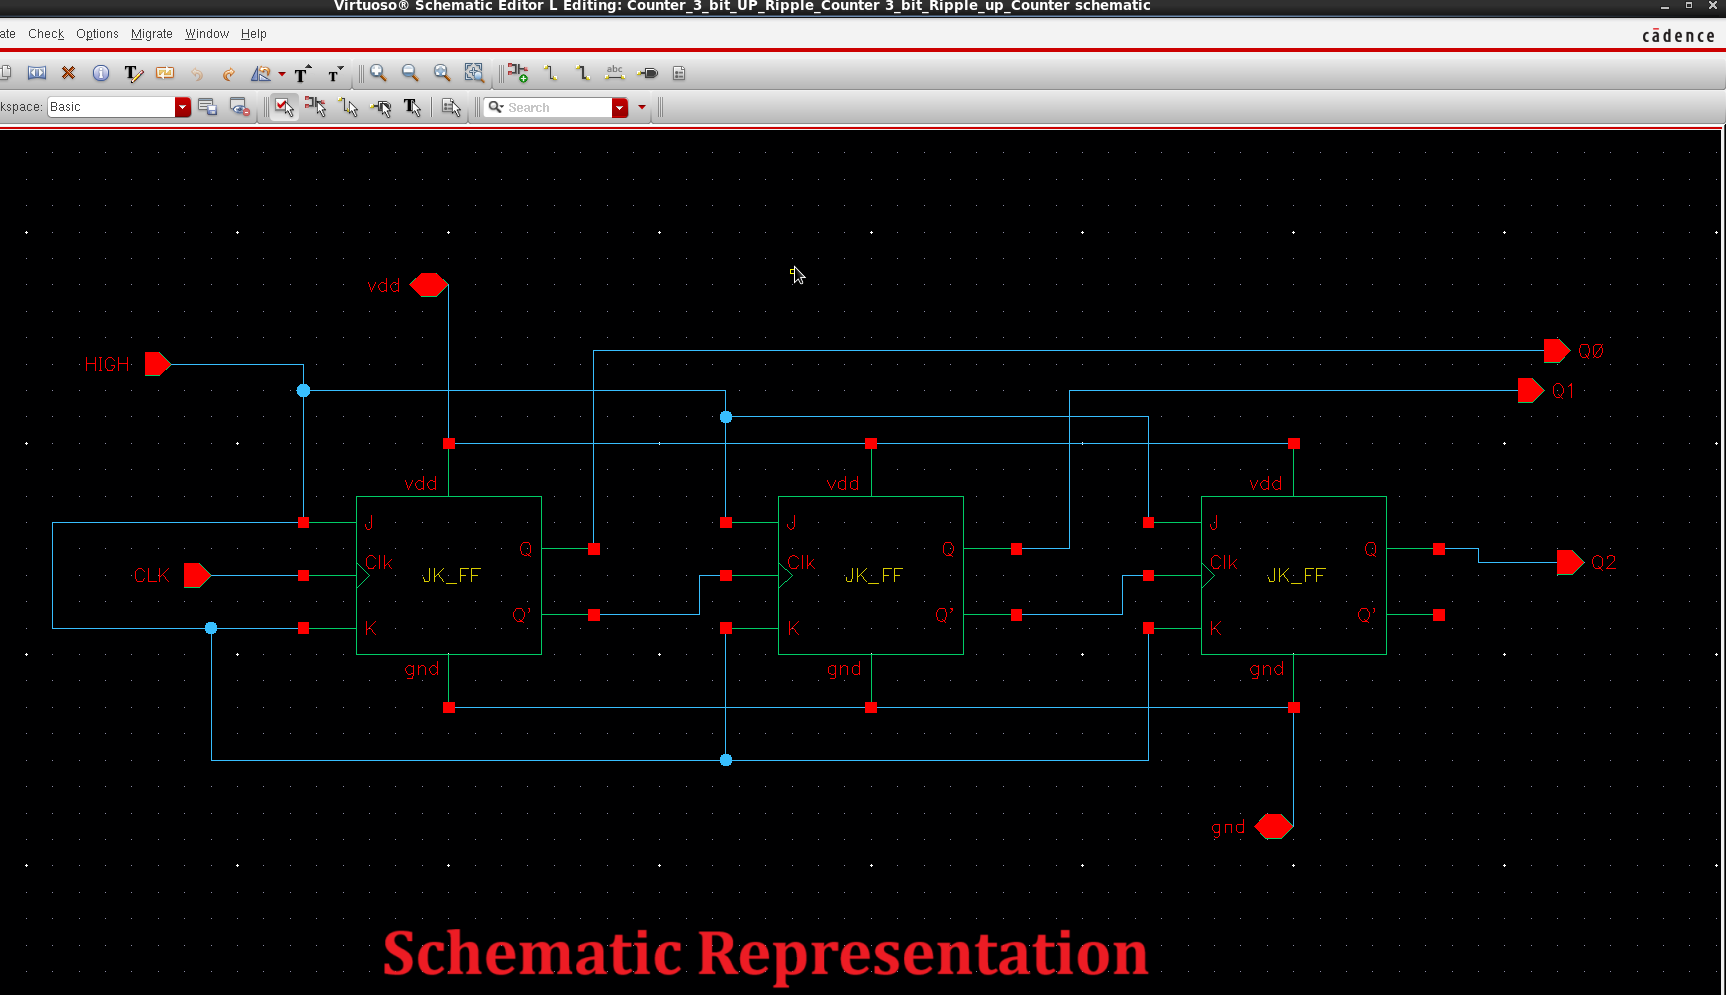 Virtuoso® Schematic Editor L Editing: Counter_3_bit_UP_Ripple_Counter 3_bit_Ripple_up_Counter schematic
ate Check Options Migrate Window Help
cādence
abc
kspace: Basic
Search
vdd
HIGH
Q0
Q1
vdd vdd vdd
J J J
Q Q Q
CLK Clk JK_FF Clk JK_FF Clk JK_FF Q2
Q' Q' Q'
K K K
gnd gnd gnd
gnd
Schematic Representation